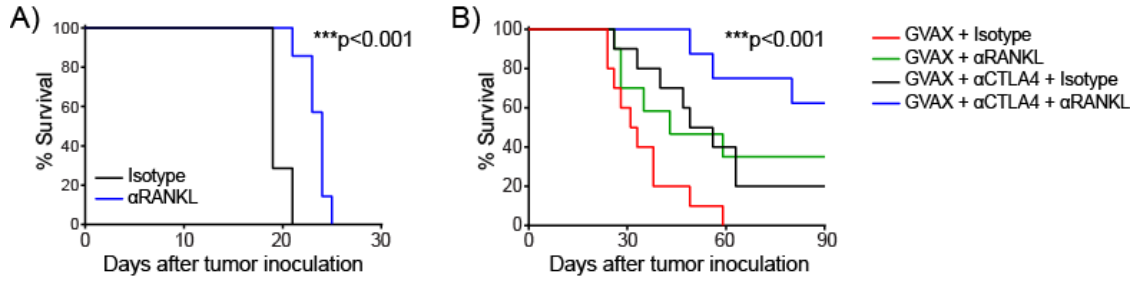 A)
100
80
60
40
20
0
% Survival
***p<0.001
Isotype
αRANKL
0 10 20 30
Days after tumor inoculation
B)
100
80
60
40
20
0
% Survival
***p<0.001
0 30 60 90
Days after tumor inoculation
GVAX + Isotype
GVAX + αRANKL
GVAX + αCTLA4 + Isotype
GVAX + αCTLA4 + αRANKL